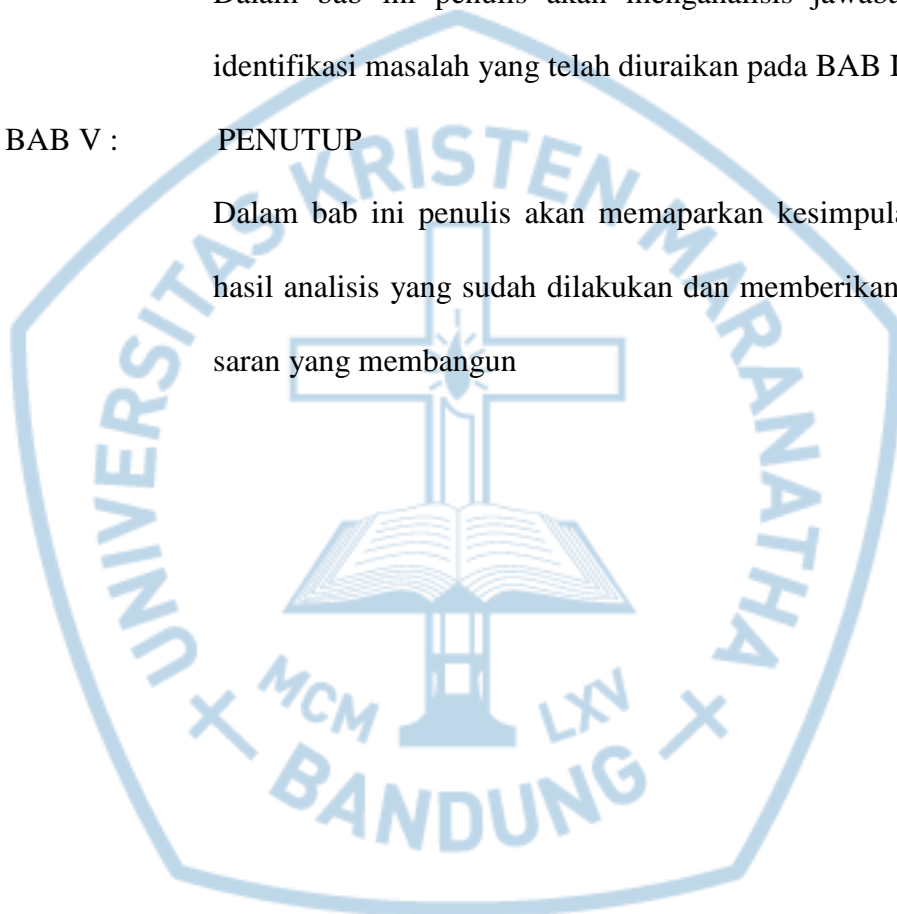 Dalam bab ini penulis akan menganalisis
identifikasi masalah yang telah diuraikan pada BAB
BAB V : PENUTUP
Dalam bab ini penulis akan memaparkan
hasil analisis yang sudah dilakukan dan memberikan
saran yang membangun
UNIVERSITAS KRISTEN MARANATHA
MCM LXV
BANDUNG